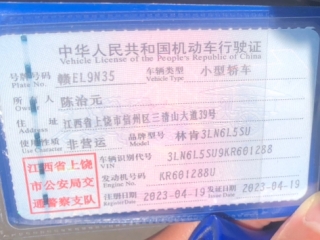 中华人民共和国机动车行驶证
Vehicle License of the People's Republic of China
号牌号码 赣EL9N35 车辆类型 小型轿车
Plate No. Vehicle Type
所有人 陈治元
Owner
住址 江西省上饶市信州区三清山大道39号
Address
使用性质 非营运 品牌型号 林肯3LN6L5SU
Use Character Model
江西省上饶
市公安局交
通警察支队
车辆识别代号 3LN6L5SU9KR601288
VIN
发动机号码 KR601288U
Engine No.
注册日期 2023-04-19 发证日期 2023-04-19
Register Date Issue Date